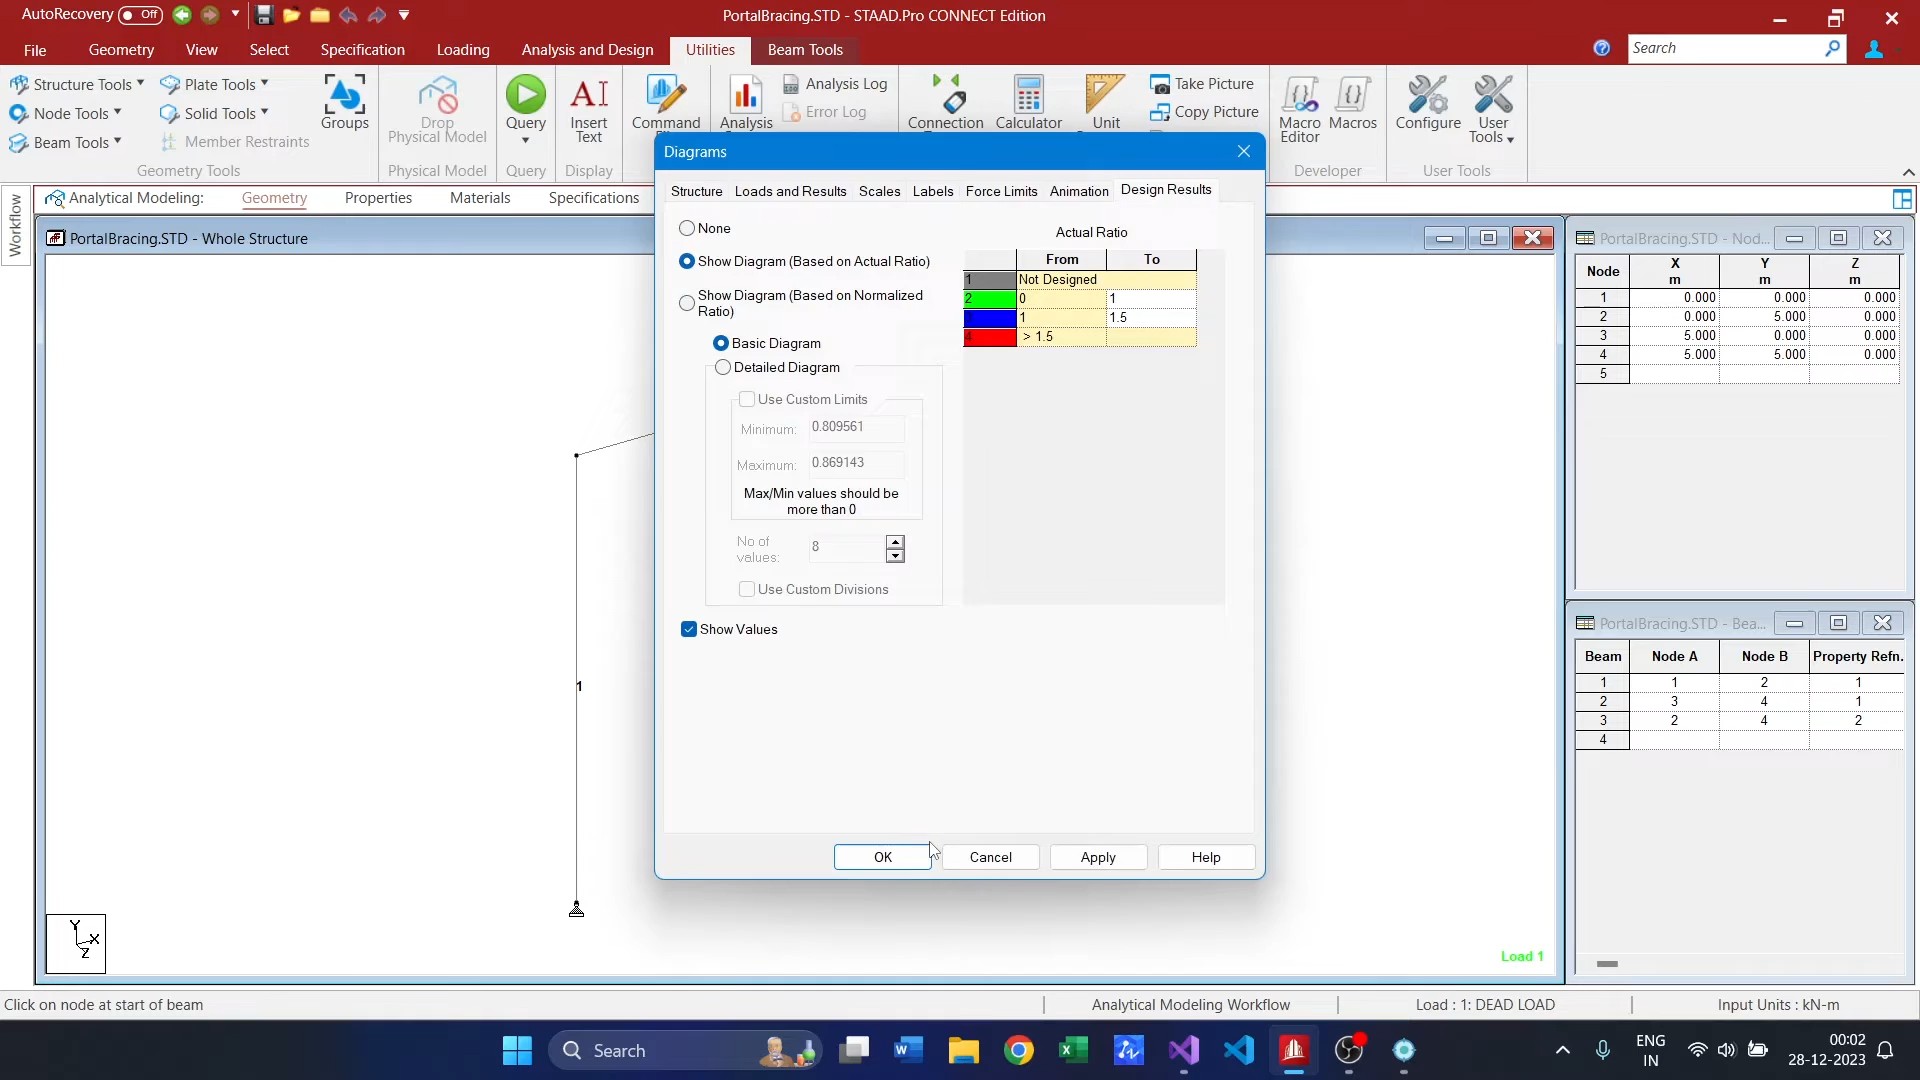 AutoRecovery Off
PortalBracing.STD - STAAD.Pro CONNECT Edition
File Geometry View Select Specification Loading Analysis and Design Utilities Beam Tools
Search
Structure Tools
Node Tools
Beam Tools
Plate Tools
Solid Tools
Member Restraints
Geometry Tools
Groups
Drop
Physical Model
Physical Model
Query
Query
Insert
Text
Display
Command
Analysis
Analysis Log
Error Log
Connection
Calculator
Unit
Take Picture
Copy Picture
Macro
Editor
Macros
Developer
Configure
User
Tools
User Tools
Workflow
Analytical Modeling: Geometry Properties Materials Specifications
PortalBracing.STD - Whole Structure
1
Y
X
Z
Load 1
Diagrams
Structure Loads and Results Scales Labels Force Limits Animation Design Results
None
Show Diagram (Based on Actual Ratio)
Show Diagram (Based on Normalized
Ratio)
Basic Diagram
Detailed Diagram
Use Custom Limits
Minimum: 0.809561
Maximum: 0.869143
Max/Min values should be
more than 0
No of
values:
8
Use Custom Divisions
Show Values
Actual Ratio
From To
1 Not Designed
2 0 1
1 1.5
4 > 1.5
OK Cancel Apply Help
PortalBracing.STD - Nod...
Node X Y Z
m m m
1 0.000 0.000 0.000
2 0.000 5.000 0.000
3 5.000 0.000 0.000
4 5.000 5.000 0.000
5
PortalBracing.STD - Bea...
Beam Node A Node B Property Refn.
1 1 2 1
2 3 4 1
3 2 4 2
4
Click on node at start of beam
Analytical Modeling Workflow
Load : 1: DEAD LOAD
Input Units : kN-m
Search
ENG
IN
00:02
28-12-2023